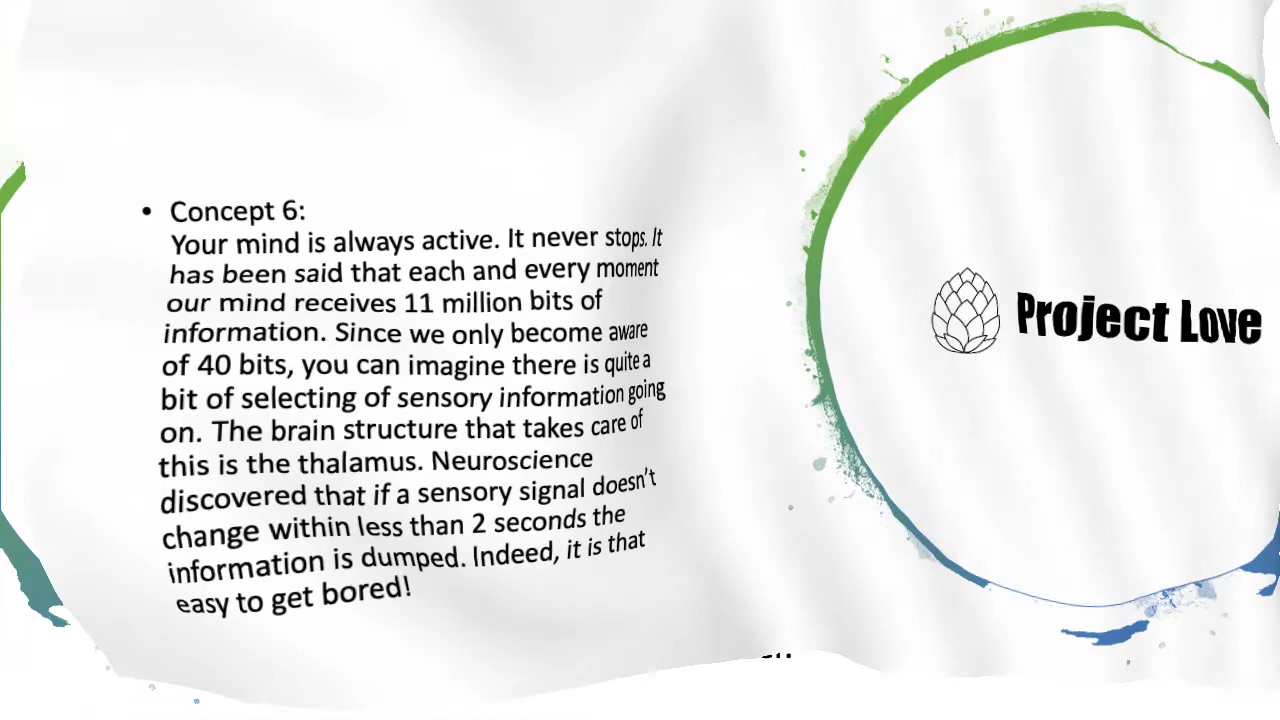 • Concept 6:
Your mind is always active. It never stops. It
has been said that each and every moment
our mind receives 11 million bits of
information. Since we only become aware
of 40 bits, you can imagine there is quite a
bit of selecting of sensory information going
on. The brain structure that takes care of
this is the thalamus. Neuroscience
discovered that if a sensory signal doesn't
change within less than 2 seconds the
information is dumped. Indeed, it is that
easy to get bored!
Project Love